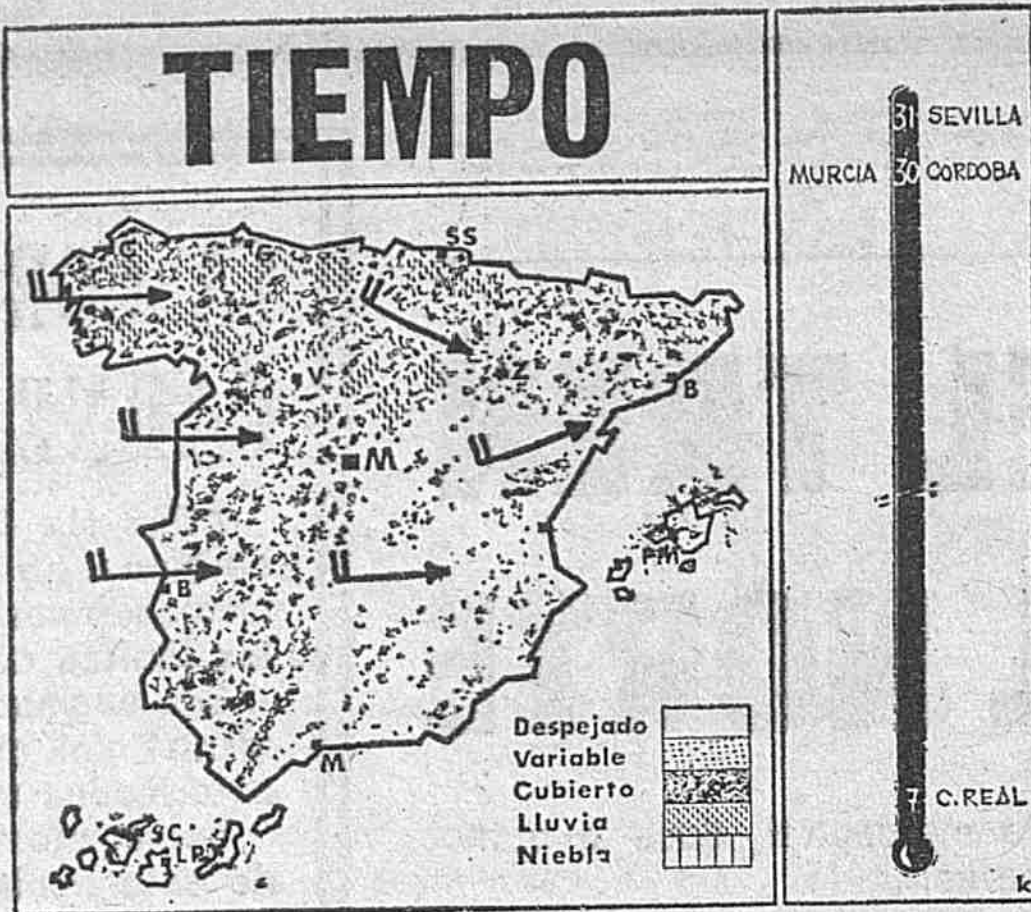 TIEMPO
31 SEVILLA
MURCIA 30 CORDOBA
7 C.REAL
SS
V
Z
B
M
B
PM
M
SC
LP
Despejado
Variable
Cubierto
Lluvia
Niebla